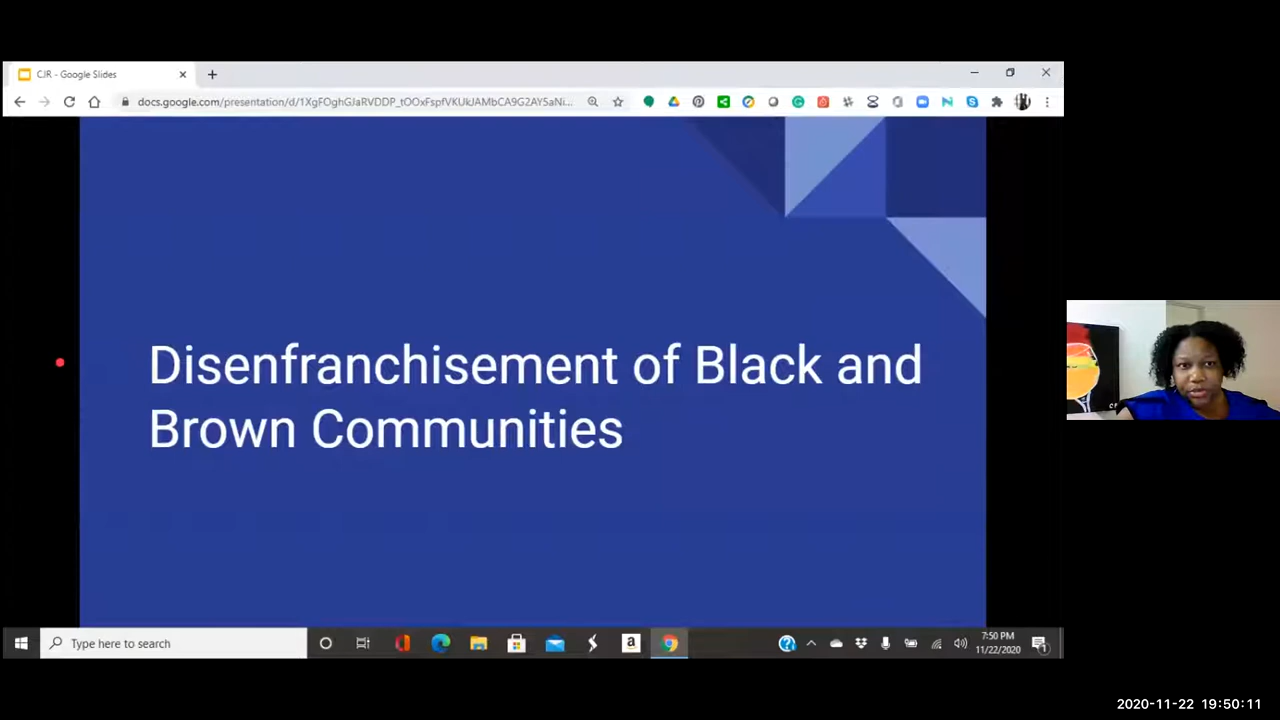 CJR - Google Slides
docs.google.com/presentation/d/1XgFOghGJaRVDDP_tOOxFspfVKUkJAMbCA9G2AYSaNi...
Disenfranchisement of Black and
Brown Communities
Type here to search
7:50 PM
11/22/2020
2020-11-22 19:50:11